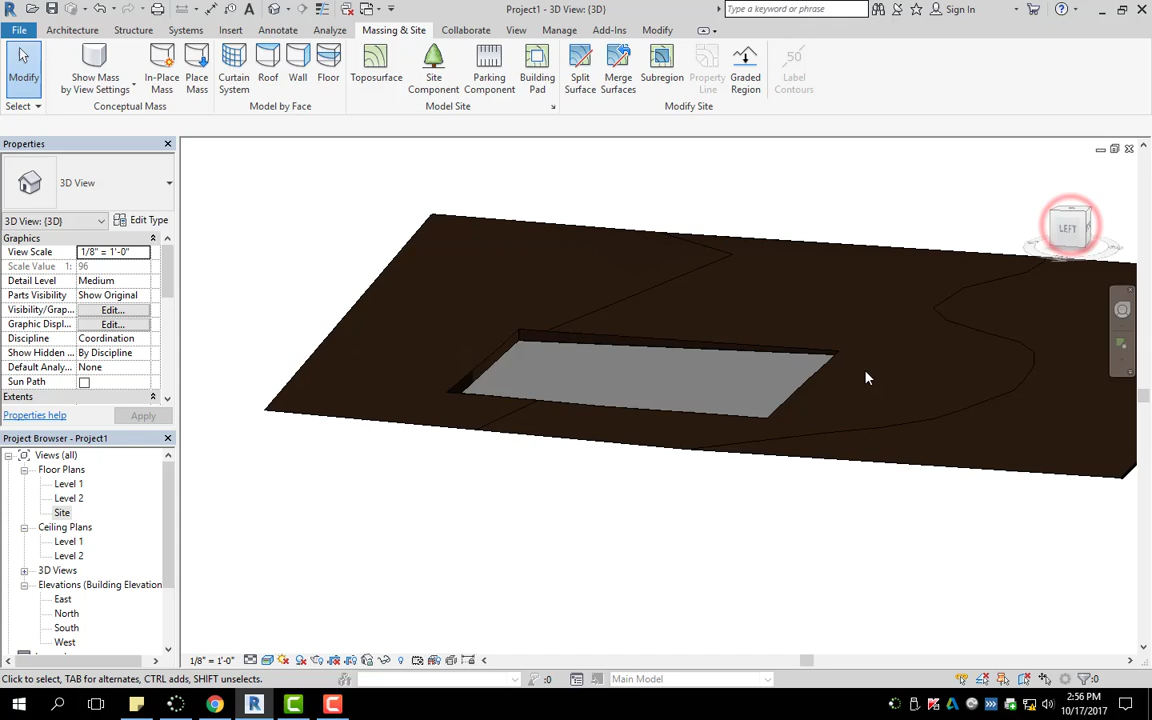 Project1 - 3D View: {3D}
Type a keyword or phrase
Sign In
File
Architecture
Structure
Systems
Insert
Annotate
Analyze
Massing & Site
Collaborate
View
Manage
Add-Ins
Modify
Modify
Show Mass
by View Settings
In-Place
Mass
Place
Mass
Curtain
System
Roof
Wall
Floor
Toposurface
Site
Component
Parking
Component
Building
Pad
Split
Surface
Merge
Surfaces
Subregion
Property
Line
Graded
Region
50
Label
Contours
Select
Conceptual Mass
Model by Face
Model Site
Modify Site
Properties
3D View
3D View: {3D}
Edit Type
Graphics
View Scale
1/8" = 1'-0"
Scale Value 1:
96
Detail Level
Medium
Parts Visibility
Show Original
Visibility/Grap...
Edit...
Graphic Displ...
Edit...
Discipline
Coordination
Show Hidden ...
By Discipline
Default Analy...
None
Sun Path
Extents
Properties help
Apply
Project Browser - Project1
Views (all)
Floor Plans
Level 1
Level 2
Site
Ceiling Plans
Level 1
Level 2
3D Views
Elevations (Building Elevation
East
North
South
West
LEFT
1/8" = 1'-0"
Click to select, TAB for alternates, CTRL adds, SHIFT unselects.
:0
Main Model
:0
2:56 PM
10/17/2017